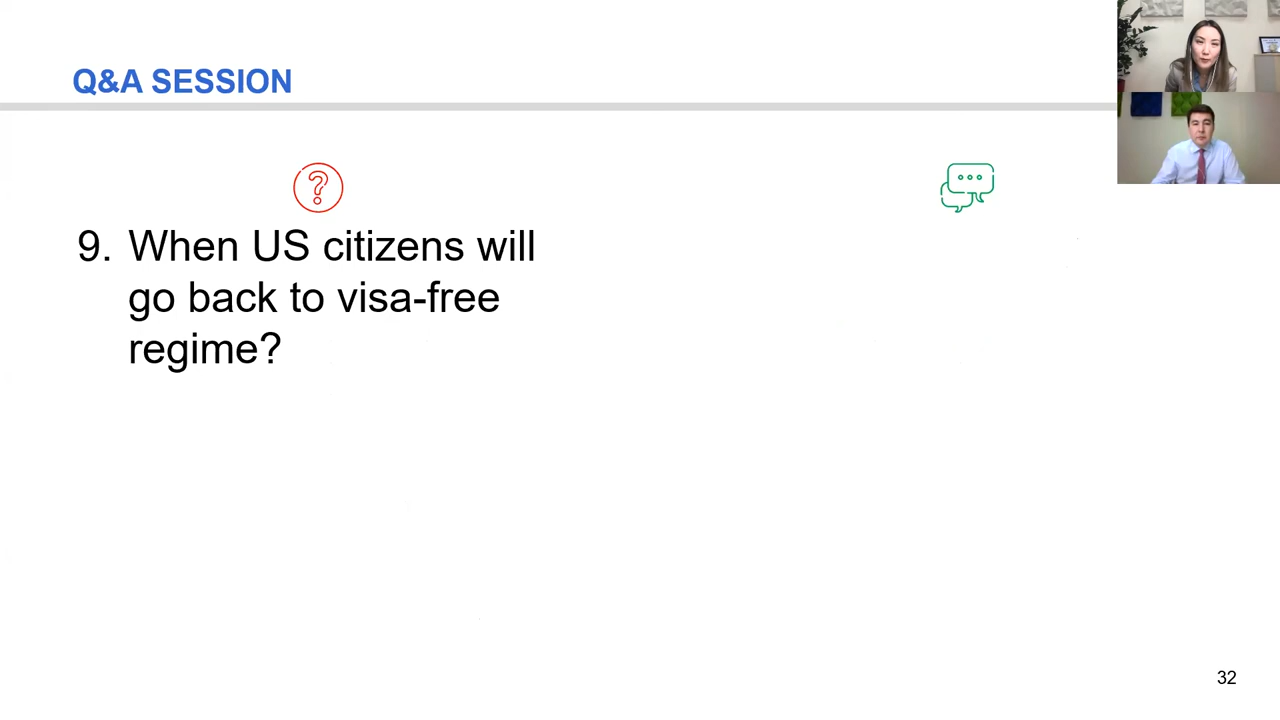 Q&A SESSION
?
9. When US citizens will
go back to visa-free
regime?
32